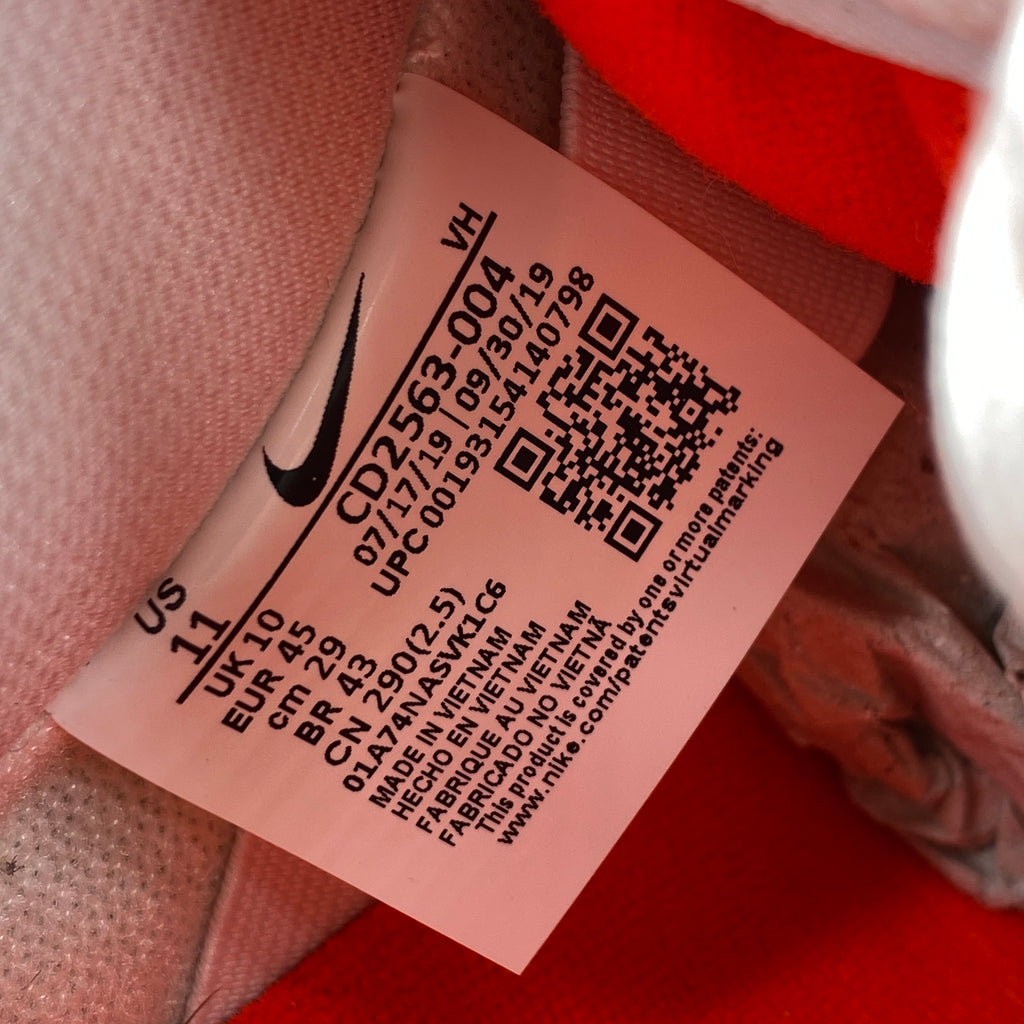 US
11
VH
UK 10
EUR 45
cm 29
BR 43
CN 290(2.5)
01A74NASVK1C6
CD2563-004
07/17/19 | 09/30/19
UPC 00193154140798
MADE IN VIETNAM
HECHO EN VIETNAM
FABRIQUE AU VIETNAM
FABRICADO NO VIETNÃ
This product is covered by one or more patents:
www.nike.com/patentsvirtualmarking